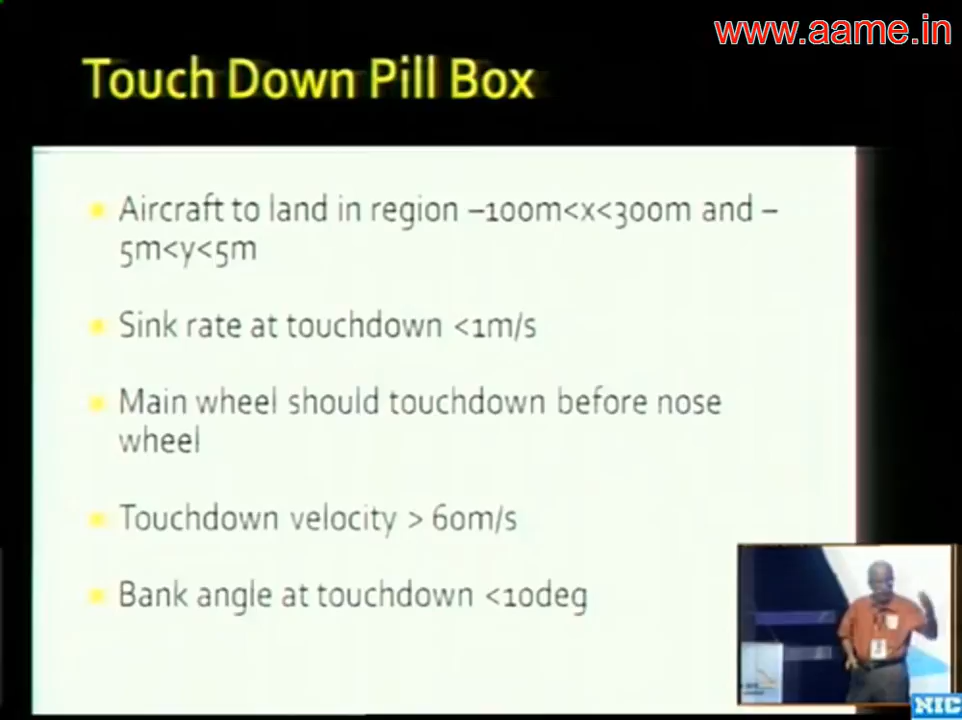 www.aame.in
Touch Down Pill Box
Aircraft to land in region –100m<x<300m and –
5m<y<5m
Sink rate at touchdown <1m/s
Main wheel should touchdown before nose
wheel
Touchdown velocity > 60m/s
Bank angle at touchdown <10deg
NIC